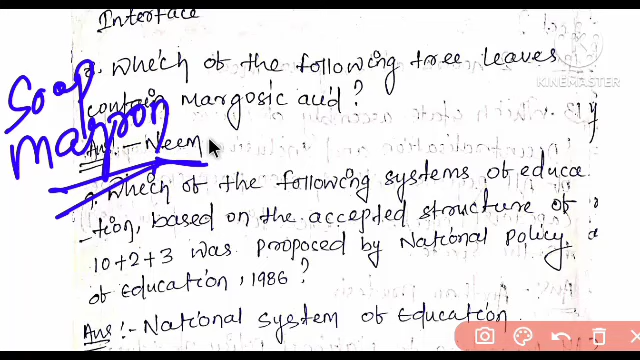 Interface
Q. Which of the following tree leaves
contain margosic acid?
Soap
margon
Ans:- Neem
Q. Which of the following systems of educa
-tion, based on the accepted structure of
10+2+3 was proposed by National Policy
of Education, 1986?
Ans:- National system of Education
KINEMASTER